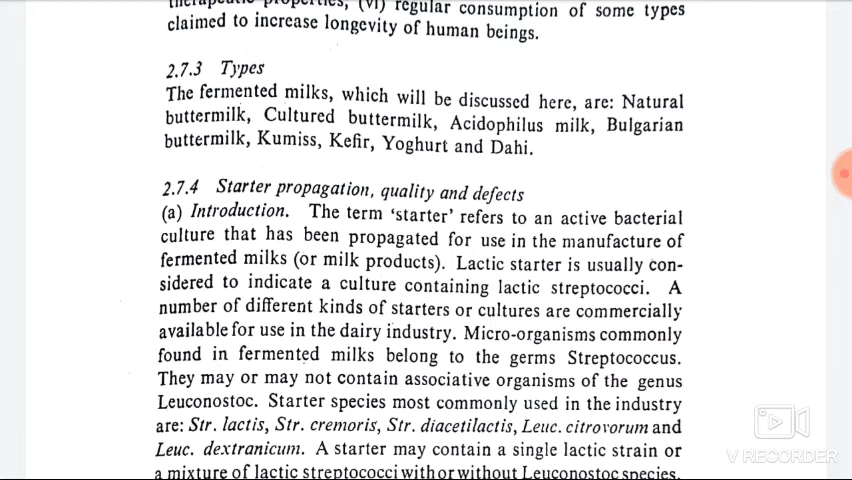 therapeutic properties; (vi) regular consumption of some types
claimed to increase longevity of human beings.
2.7.3 Types
The fermented milks, which will be discussed here, are: Natural
buttermilk, Cultured buttermilk, Acidophilus milk, Bulgarian
buttermilk, Kumiss, Kefir, Yoghurt and Dahi.
2.7.4 Starter propagation, quality and defects
(a) Introduction. The term ‘starter’ refers to an active bacterial
culture that has been propagated for use in the manufacture of
fermented milks (or milk products). Lactic starter is usually con-
sidered to indicate a culture containing lactic streptococci. A
number of different kinds of starters or cultures are commercially
available for use in the dairy industry. Micro-organisms commonly
found in fermented milks belong to the germs Streptococcus.
They may or may not contain associative organisms of the genus
Leuconostoc. Starter species most commonly used in the industry
are: Str. lactis, Str. cremoris, Str. diacetilactis, Leuc. citrovorum and
Leuc. dextranicum. A starter may contain a single lactic strain or
a mixture of lactic streptococci with or without Leuconostoc species.
V RECORDER